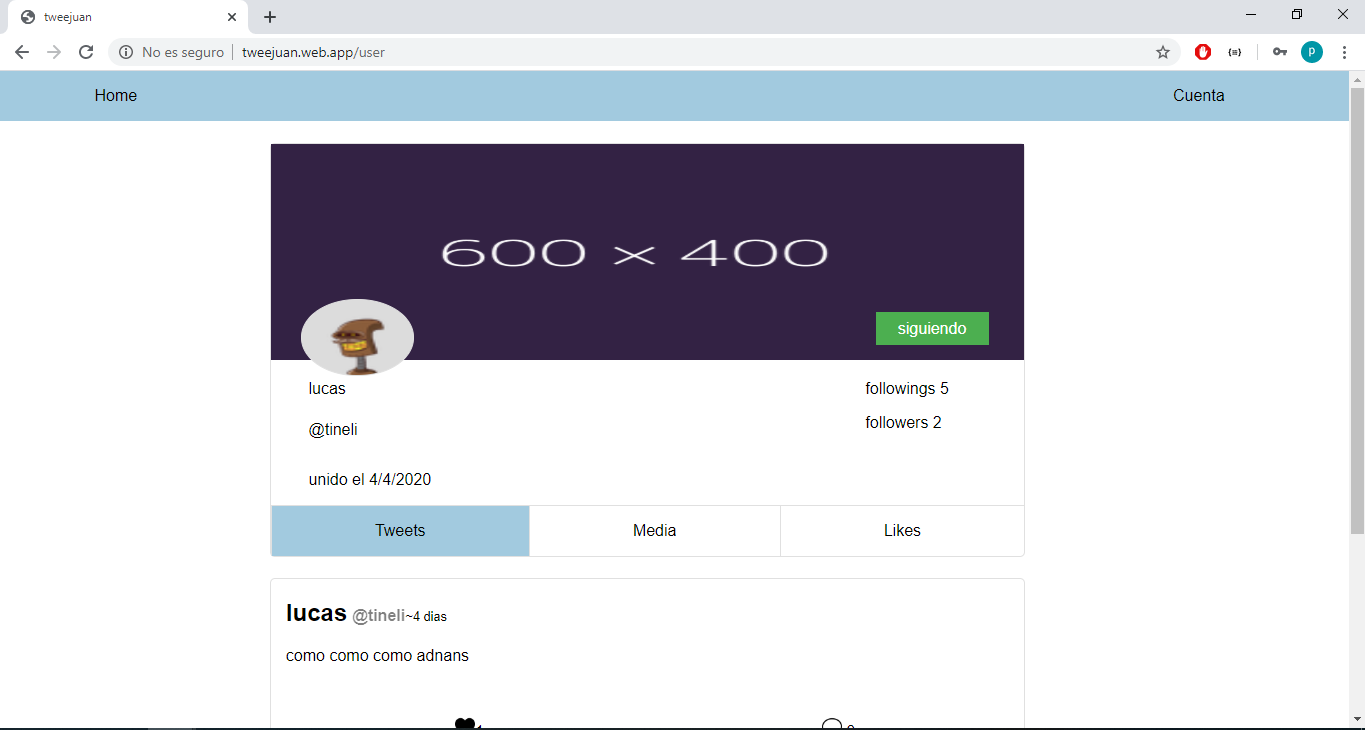 tweejuan
No es seguro | tweejuan.web.app/user
p
Home
Cuenta
600 x 400
siguiendo
lucas
followings 5
@tineli
followers 2
unido el 4/4/2020
Tweets
Media
Likes
lucas @tineli~4 dias
como como como adnans